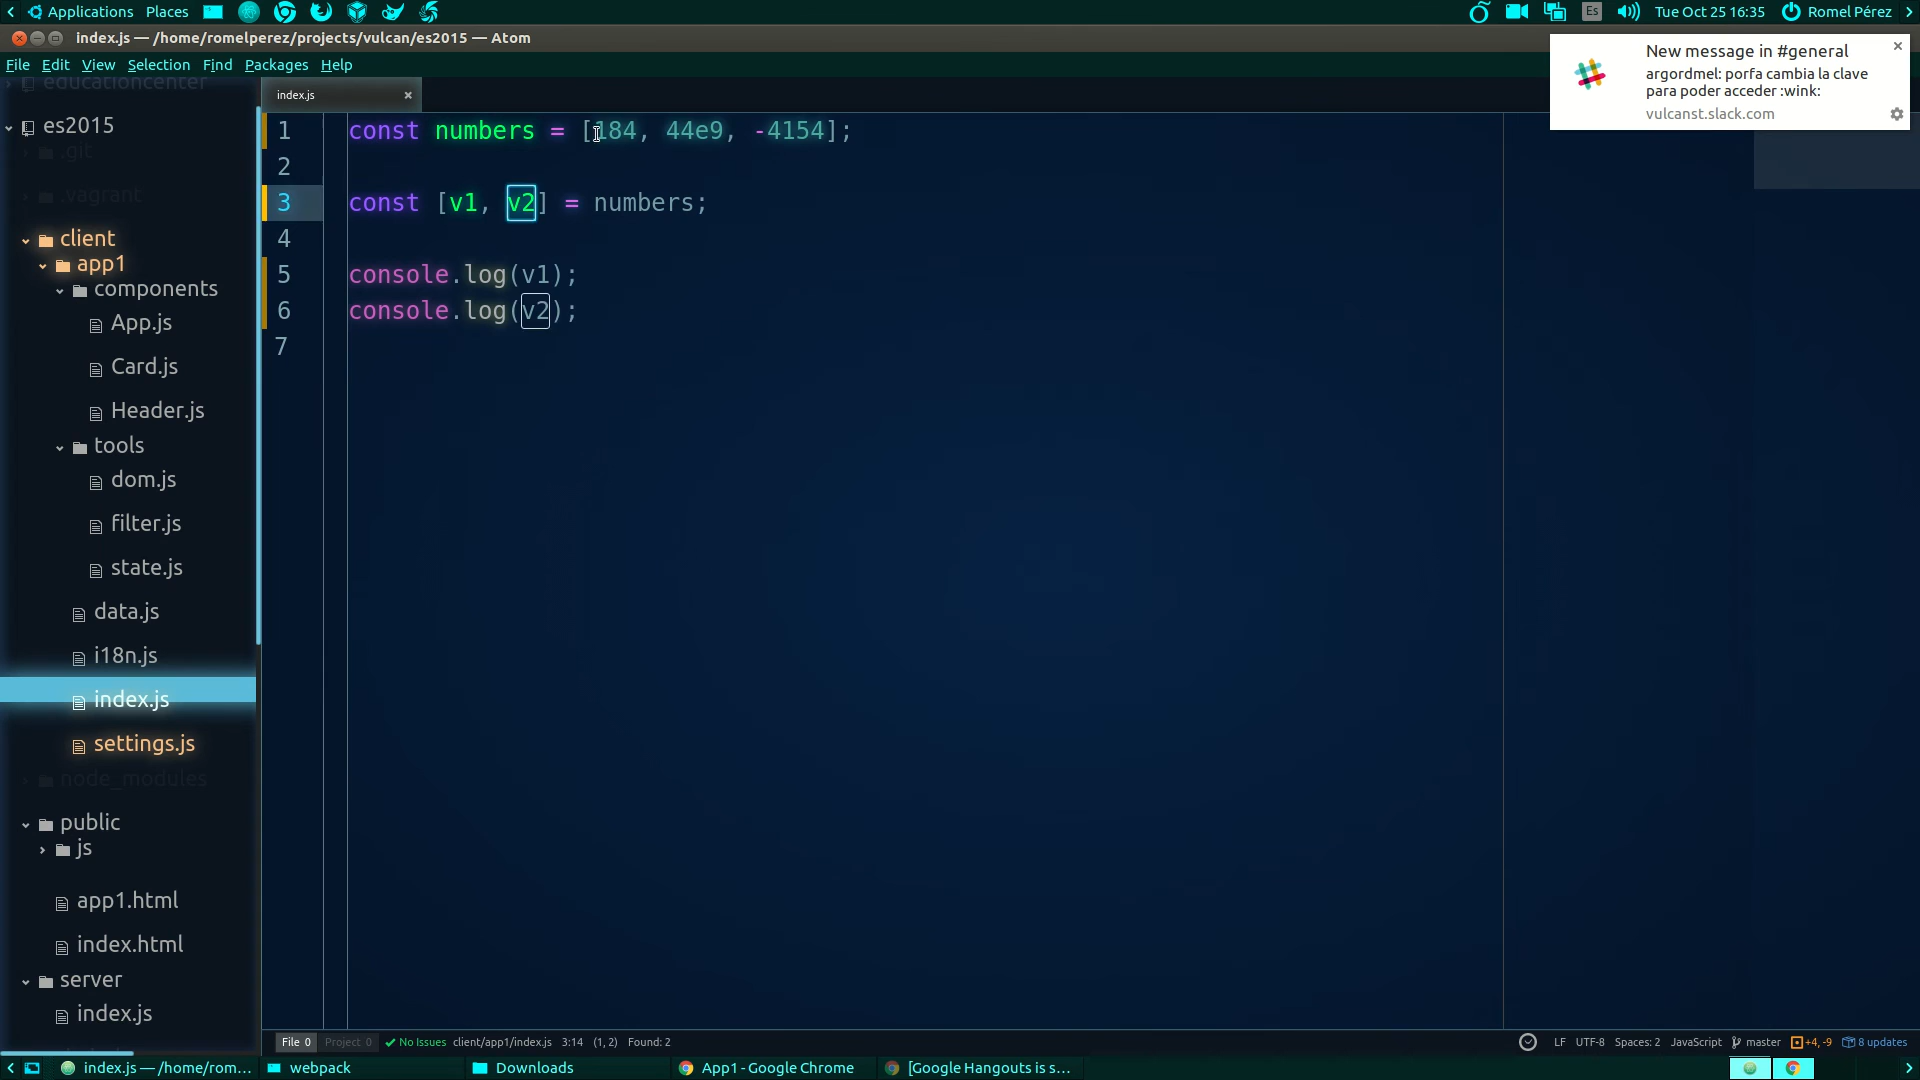 Applications Places
Es
Tue Oct 25 16:35
Romel Pérez
index.js — /home/romelperez/projects/vulcan/es2015 — Atom
File Edit View Selection Find Packages Help
New message in #general
argordmel: porfa cambia la clave
para poder acceder :wink:
vulcanst.slack.com
educationcenter
es2015
.git
.vagrant
client
app1
components
App.js
Card.js
Header.js
tools
dom.js
filter.js
state.js
data.js
i18n.js
index.js
settings.js
node_modules
public
js
app1.html
index.html
server
index.js
index.js
1 const numbers = [184, 44e9, -4154];
2
3 const [v1, v2] = numbers;
4
5 console.log(v1);
6 console.log(v2);
7
File 0 Project 0 No Issues client/app1/index.js 3:14 (1, 2) Found: 2
LF UTF-8 Spaces: 2 JavaScript master +4, -9 8 updates
index.js — /home/rom... webpack Downloads App1 - Google Chrome [Google Hangouts is s...